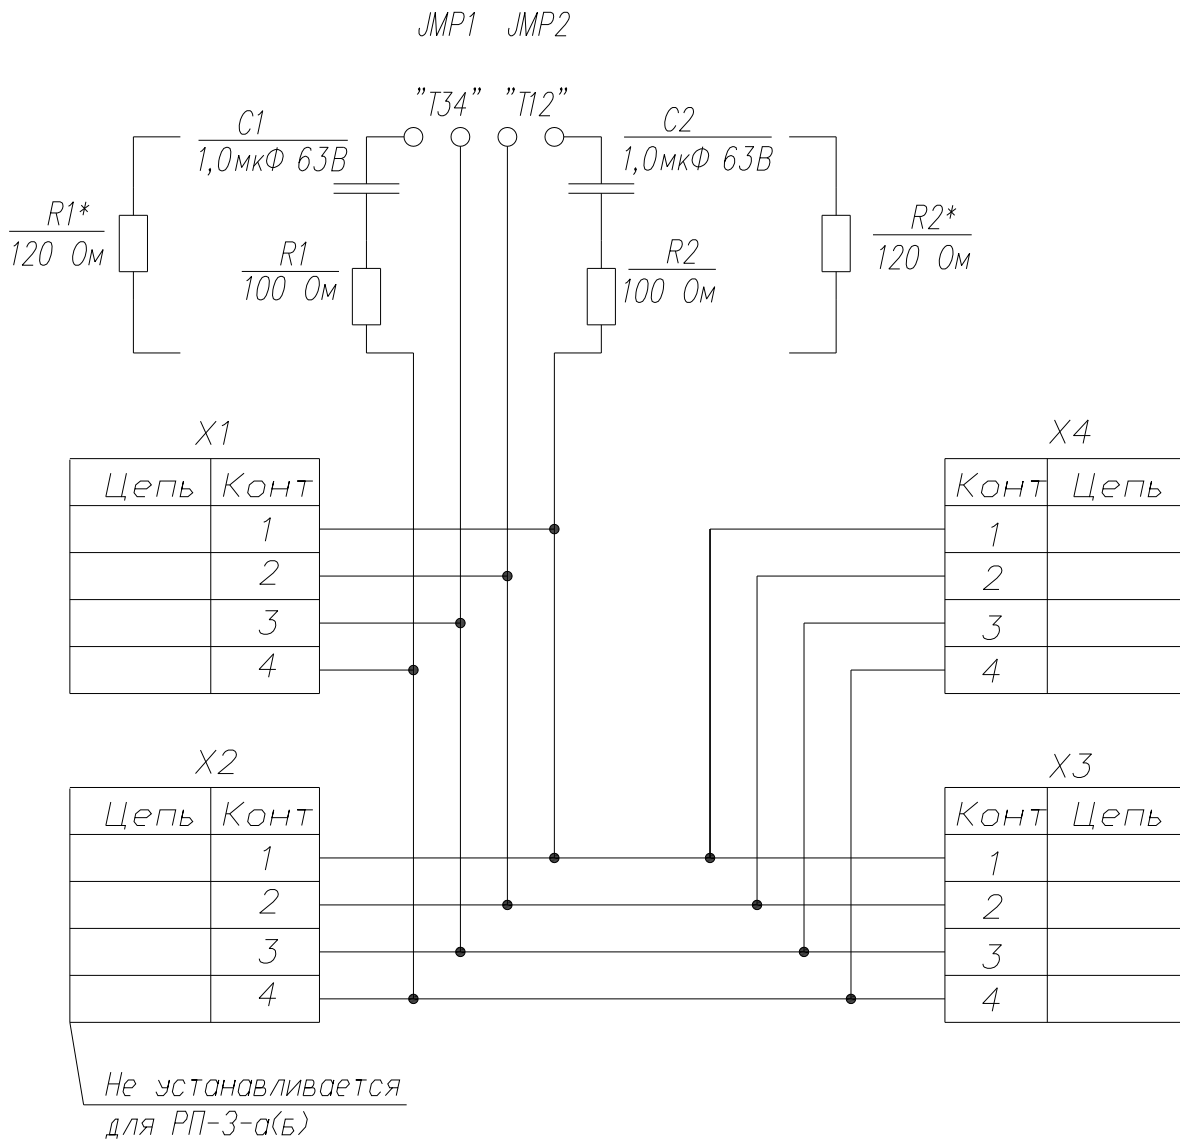 JMP1 JMP2
"T34" "T12"
C1
1,0мкФ 63В
C2
1,0мкФ 63В
R1*
120 Ом
R1
100 Ом
R2
100 Ом
R2*
120 Ом
X1
Цепь Конт
1
2
3
4
X4
Конт Цепь
1
2
3
4
X2
Цепь Конт
1
2
3
4
X3
Конт Цепь
1
2
3
4
Не устанавливается
для РП-3-а(Б)